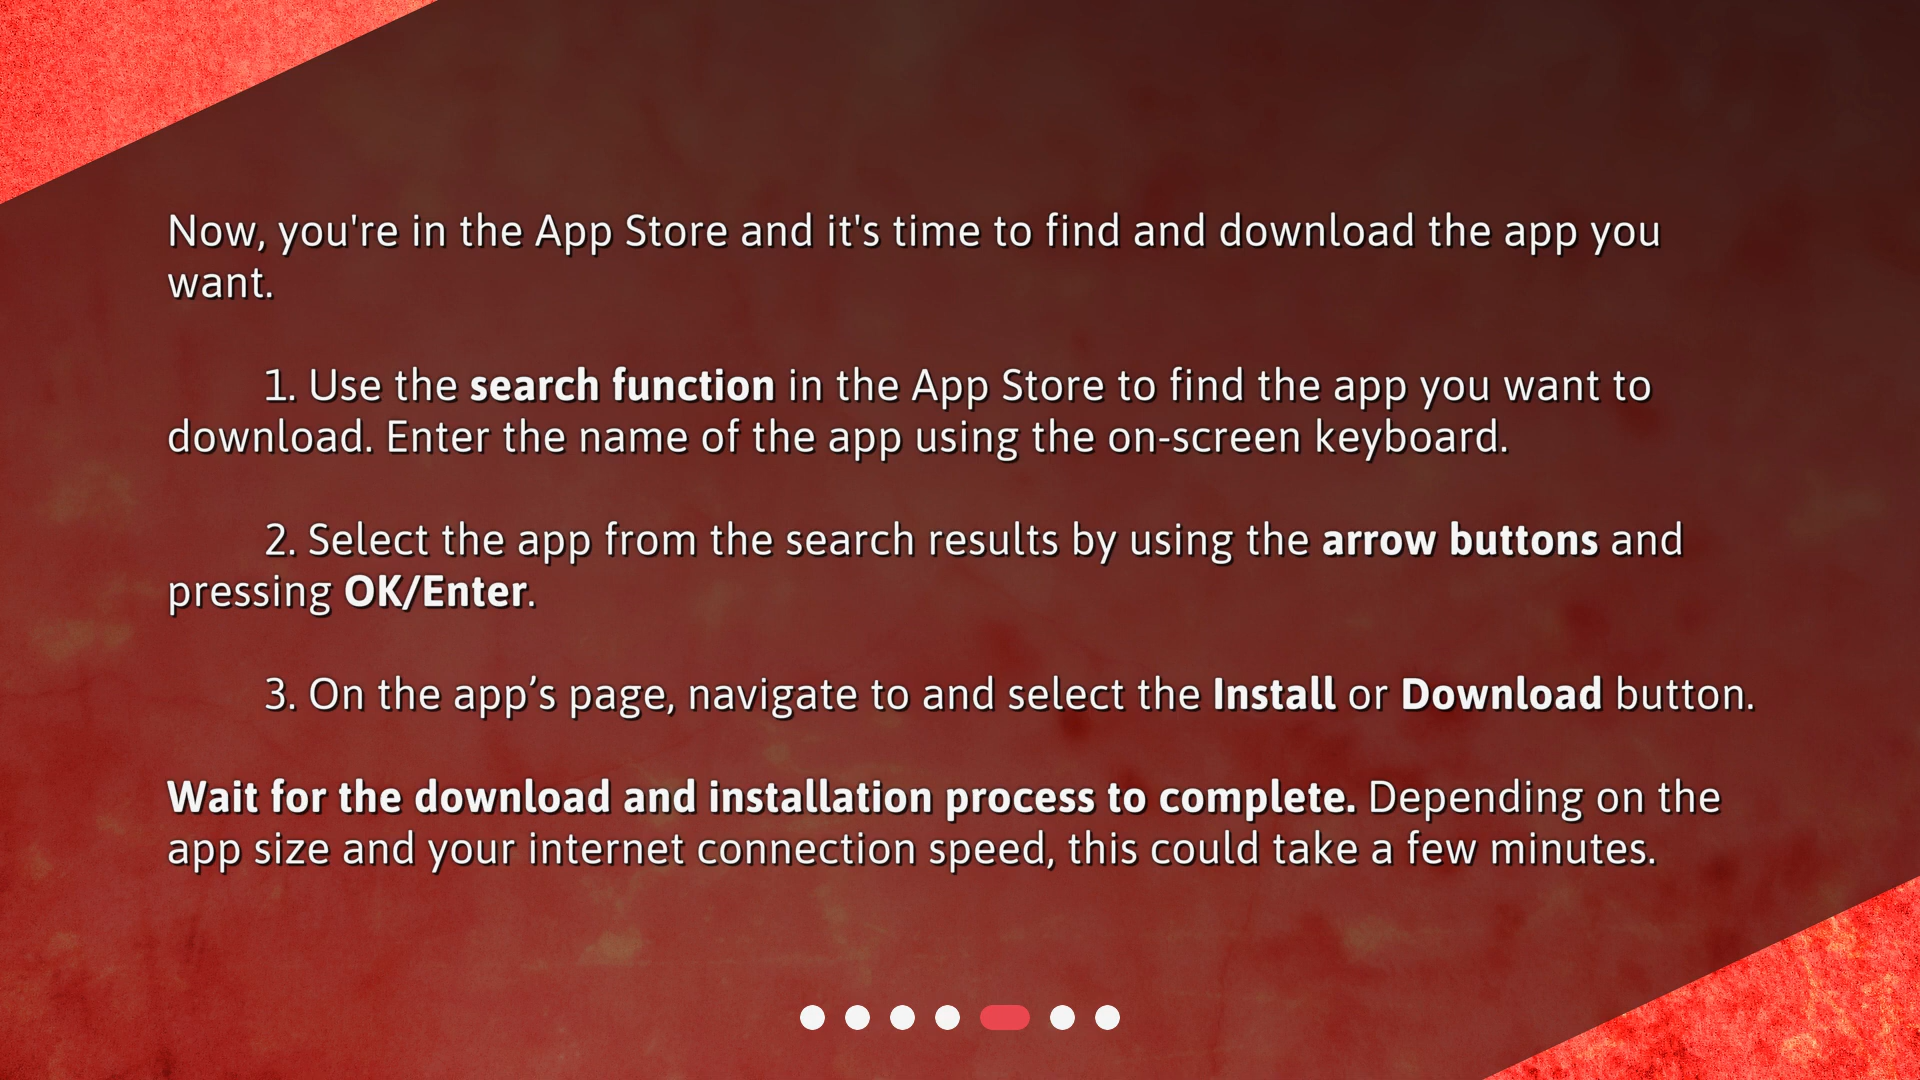 Now, you're in the App Store and it's time to find and download the app you
want.
1. Use the search function in the App Store to find the app you want to
download. Enter the name of the app using the on-screen keyboard.
2. Select the app from the search results by using the arrow buttons and
pressing OK/Enter.
3. On the app’s page, navigate to and select the Install or Download button.
Wait for the download and installation process to complete. Depending on the
app size and your internet connection speed, this could take a few minutes.